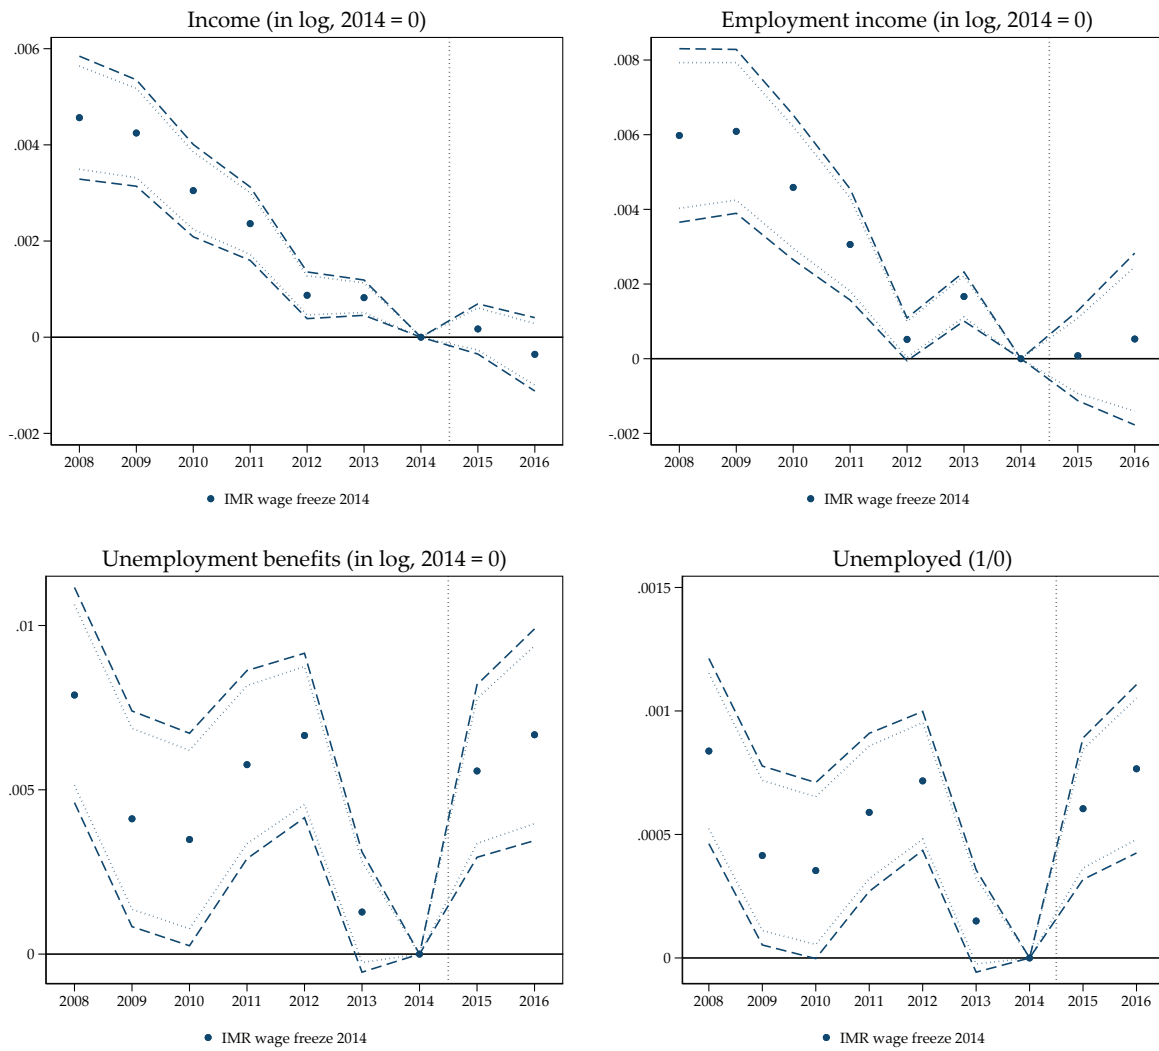 Income (in log, 2014 = 0)
.006
.004
.002
0
-.002
2008 2009 2010 2011 2012 2013 2014 2015 2016
IMR wage freeze 2014
Employment income (in log, 2014 = 0)
.008
.006
.004
.002
0
-.002
2008 2009 2010 2011 2012 2013 2014 2015 2016
IMR wage freeze 2014
Unemployment benefits (in log, 2014 = 0)
.01
.005
0
2008 2009 2010 2011 2012 2013 2014 2015 2016
IMR wage freeze 2014
Unemployed (1/0)
.0015
.001
.0005
0
2008 2009 2010 2011 2012 2013 2014 2015 2016
IMR wage freeze 2014